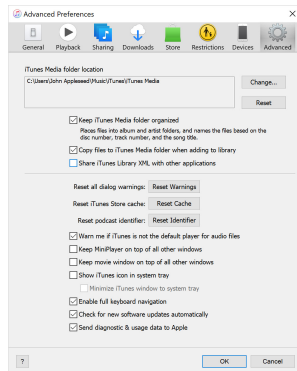 Advanced Preferences
General Playback Sharing Downloads Store Restrictions Devices Advanced
iTunes Media folder location
C:\Users\John Appleseed\Music\iTunes\iTunes Media
Change...
Reset
Keep iTunes Media folder organized
Places files into album and artist folders, and names the files based on the
disc number, track number, and the song title.
Copy files to iTunes Media folder when adding to library
Share iTunes Library XML with other applications
Reset all dialog warnings: Reset Warnings
Reset iTunes Store cache: Reset Cache
Reset podcast identifier: Reset Identifier
Warn me if iTunes is not the default player for audio files
Keep MiniPlayer on top of all other windows
Keep movie window on top of all other windows
Show iTunes icon in system tray
Minimize iTunes window to system tray
Enable full keyboard navigation
Check for new software updates automatically
Send diagnostic & usage data to Apple
? OK Cancel